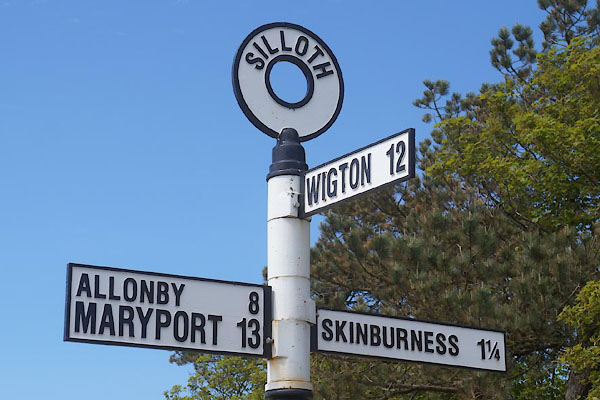 SILLOTH
WIGTON 12
ALLONBY 8
MARYPORT 13
SKINBURNESS 1¼